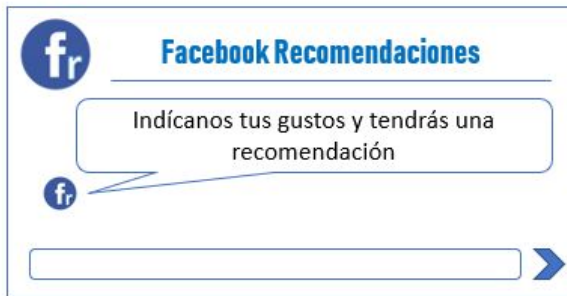 fr
Facebook Recomendaciones
Indícanos tus gustos y tendrás una
recomendación
fr